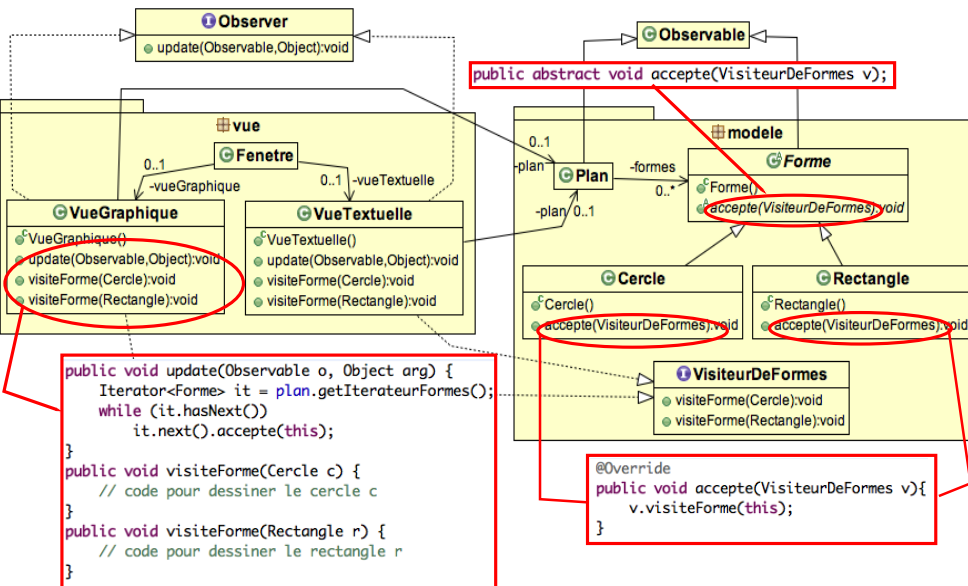 Observer
update(Observable,Object):void
Observable
public abstract void accepte(VisiteurDeFormes v);
vue
Fenetre
0..1
-vueGraphique
0..1
-vueTextuelle
VueGraphique
VueGraphique()
update(Observable,Object):void
visiteForme(Cercle):void
visiteForme(Rectangle):void
VueTextuelle
VueTextuelle()
update(Observable,Object):void
visiteForme(Cercle):void
visiteForme(Rectangle):void
modele
0..1
-plan
Plan
-plan
0..1
-formes
0..*
Forme
Forme()
accepte(VisiteurDeFormes):void
Cercle
Cercle()
accepte(VisiteurDeFormes):void
Rectangle
Rectangle()
accepte(VisiteurDeFormes):void
VisiteurDeFormes
visiteForme(Cercle):void
visiteForme(Rectangle):void
public void update(Observable o, Object arg) {
Iterator<Forme> it = plan.getIterateurFormes();
while (it.hasNext())
it.next().accepte(this);
}
public void visiteForme(Cercle c) {
// code pour dessiner le cercle c
}
public void visiteForme(Rectangle r) {
// code pour dessiner le rectangle r
}
@Override
public void accepte(VisiteurDeFormes v){
v.visiteForme(this);
}